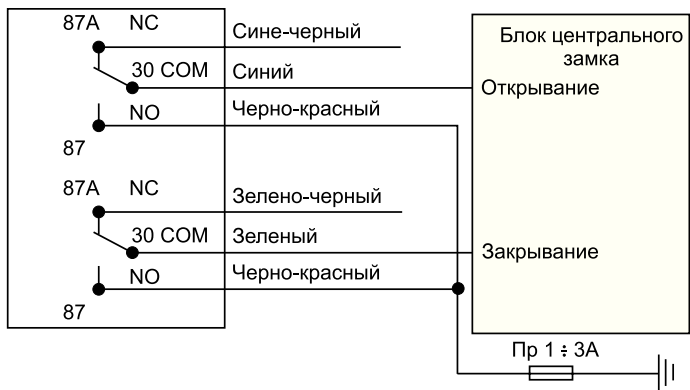 87A NC
Сине-черный
30 COM Синий
NO Черно-красный
87
87A NC
Зелено-черный
30 COM Зеленый
NO Черно-красный
87
Блок центрального
замка
Открывание
Закрывание
Пр 1 ÷ 3А